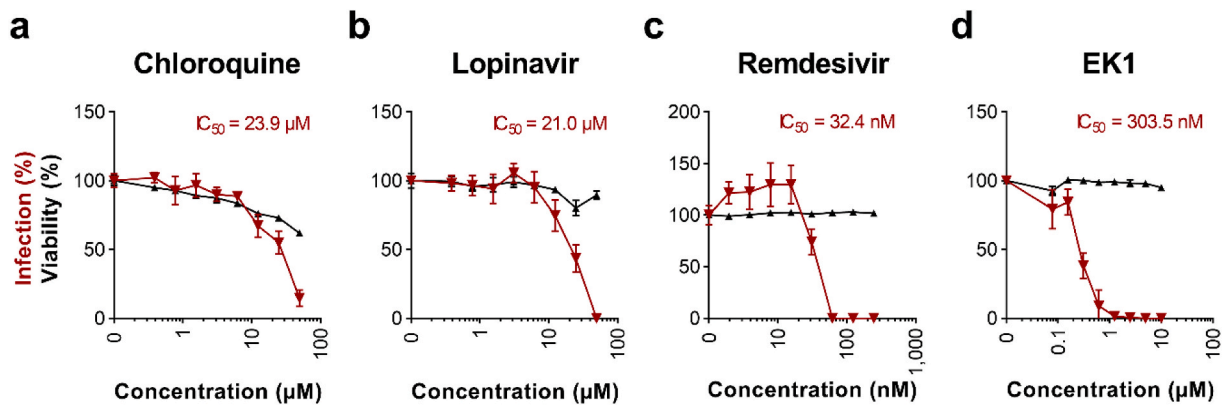 a
Chloroquine
IC50 = 23.9 µM
Infection (%)
Viability (%)
150
100
50
0
0
1
10
100
Concentration (µM)
b
Lopinavir
IC50 = 21.0 µM
150
100
50
0
0
1
10
100
Concentration (µM)
c
Remdesivir
IC50 = 32.4 nM
200
150
100
50
0
0
10
100
1,000
Concentration (nM)
d
EK1
IC50 = 303.5 nM
150
100
50
0
0
0.1
1
10
Concentration (µM)